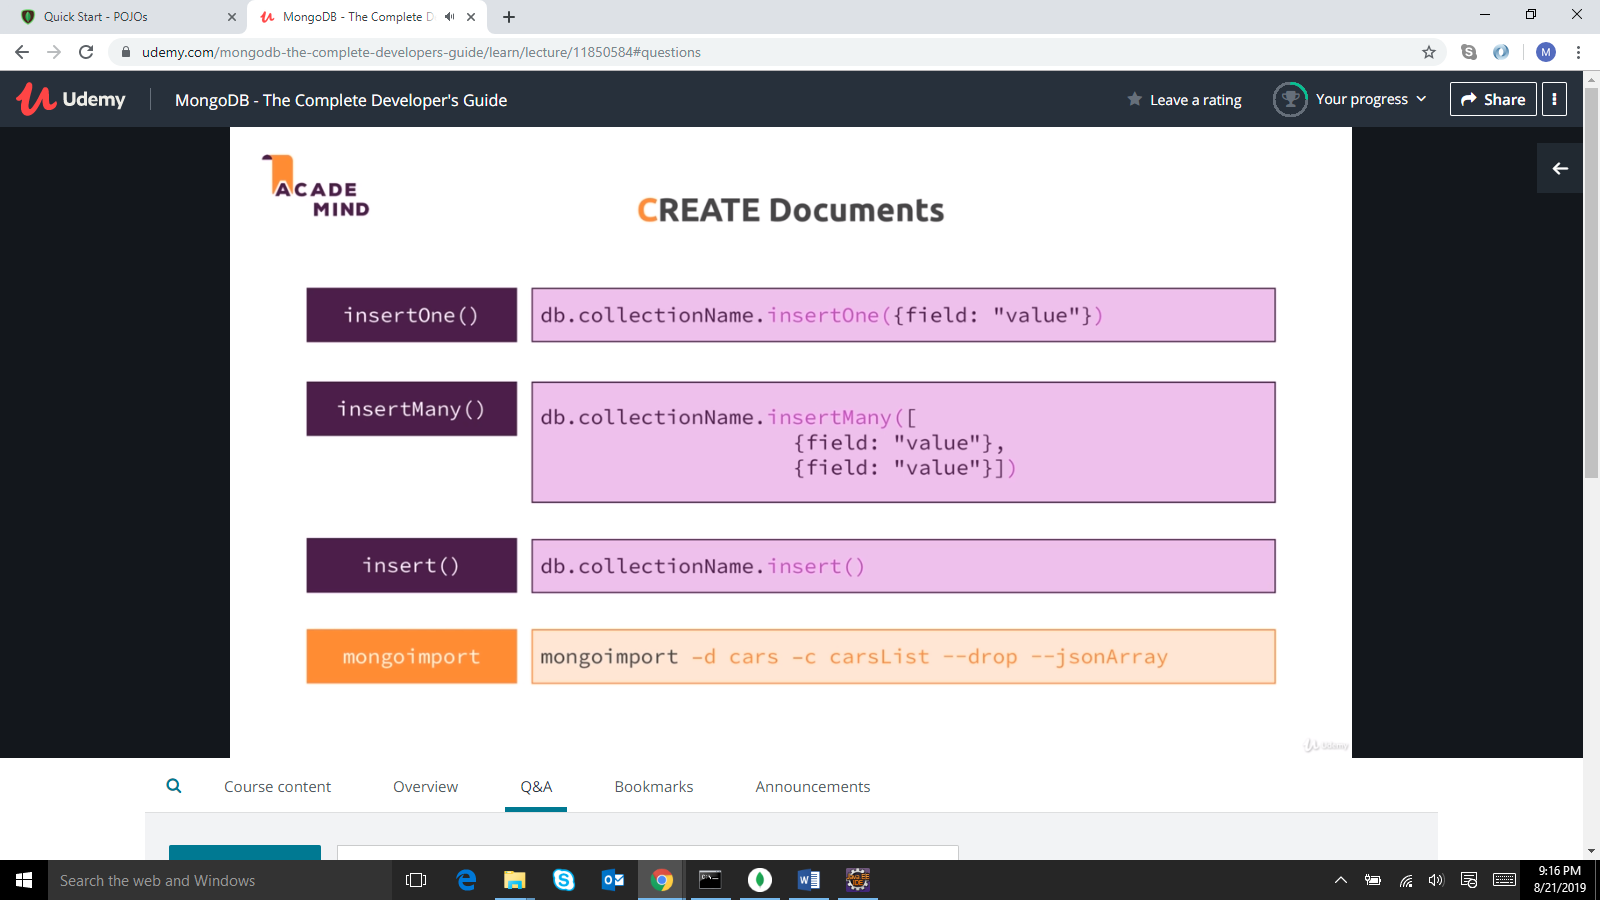 Quick Start - POJOs
MongoDB - The Complete D
udemy.com/mongodb-the-complete-developers-guide/learn/lecture/11850584#questions
M
Udemy
MongoDB - The Complete Developer's Guide
Leave a rating
Your progress
Share
ACADE
MIND
CREATE Documents
insertOne()
db.collectionName.insertOne({field: "value"})
insertMany()
db.collectionName.insertMany([
{field: "value"},
{field: "value"}])
insert()
db.collectionName.insert()
mongoimport
mongoimport -d cars -c carsList --drop --jsonArray
Udemy
Course content
Overview
Q&A
Bookmarks
Announcements
Search the web and Windows
9:16 PM
8/21/2019